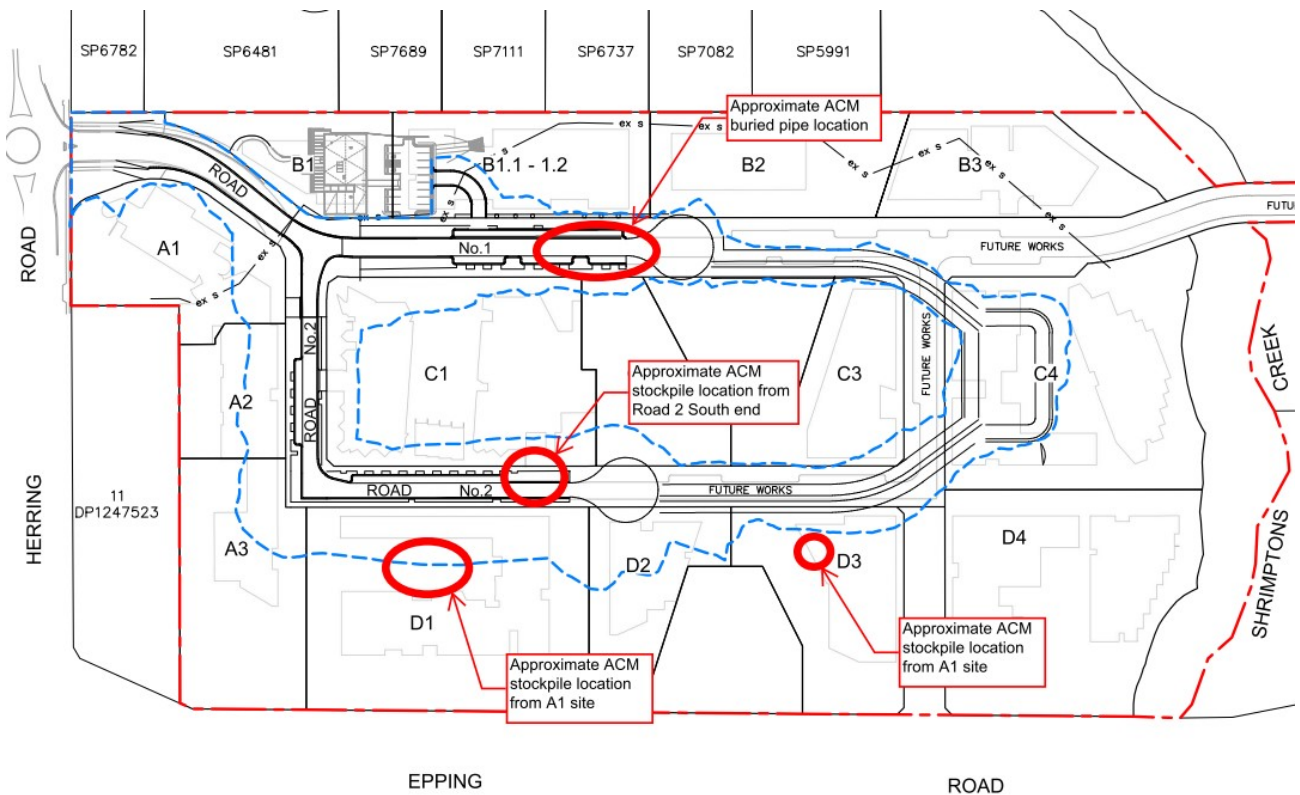 SP6782
SP6481
SP7689
SP7111
SP6737
SP7082
SP5991
Approximate ACM
buried pipe location
ex s
ex s
ex s
ex s
ex s
ex s
ex s
ex s
B1
B1.1 - 1.2
B2
B3
ROAD
A1
No.1
FUTURE WORKS
FUTU
ROAD
No.2
ROAD
A2
C1
Approximate ACM
stockpile location from
Road 2 South end
C3
FUTURE WORKS
C4
CREEK
SHRIMPTONS
HERRING
11
DP1247523
ROAD
No.2
FUTURE WORKS
A3
D1
D2
D3
D4
Approximate ACM
stockpile location
from A1 site
Approximate ACM
stockpile location
from A1 site
EPPING
ROAD